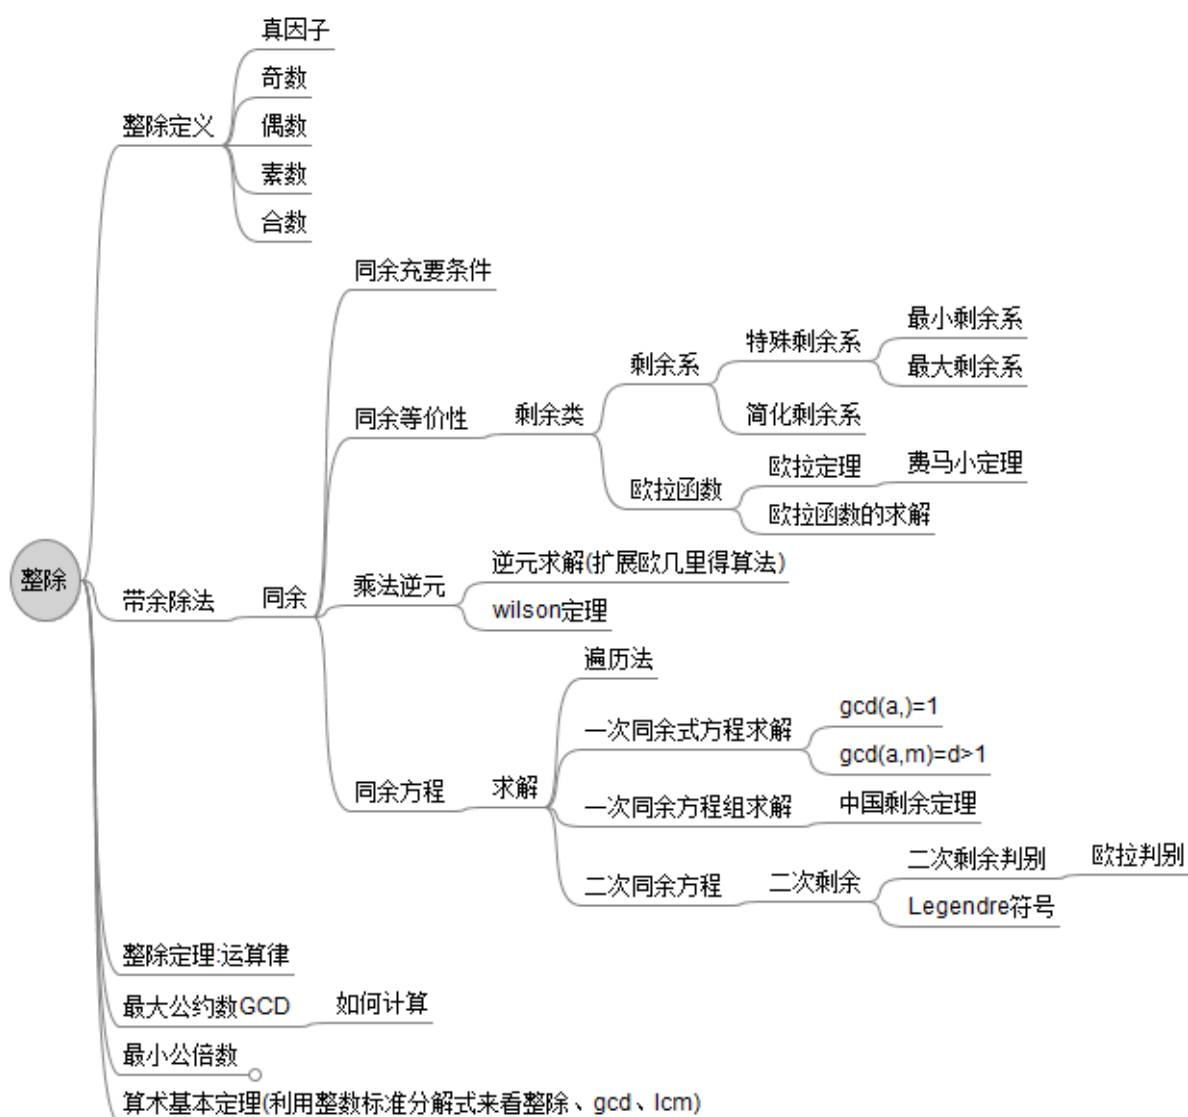 真因子
奇数
整除定义
偶数
素数
合数
同余充要条件
最小剩余系
特殊剩余系
最大剩余系
剩余系
同余等价性
剩余类
简化剩余系
欧拉定理
费马小定理
欧拉函数
欧拉函数的求解
逆元求解(扩展欧几里得算法)
整除
带余除法
同余
乘法逆元
wilson定理
遍历法
gcd(a,)=1
一次同余式方程求解
gcd(a,m)=d>1
同余方程
求解
一次同余方程组求解
中国剩余定理
二次剩余判别
欧拉判别
二次同余方程
二次剩余
Legendre符号
整除定理:运算律
最大公约数GCD
如何计算
最小公倍数
算术基本定理(利用整数标准分解式来看整除、gcd、lcm)